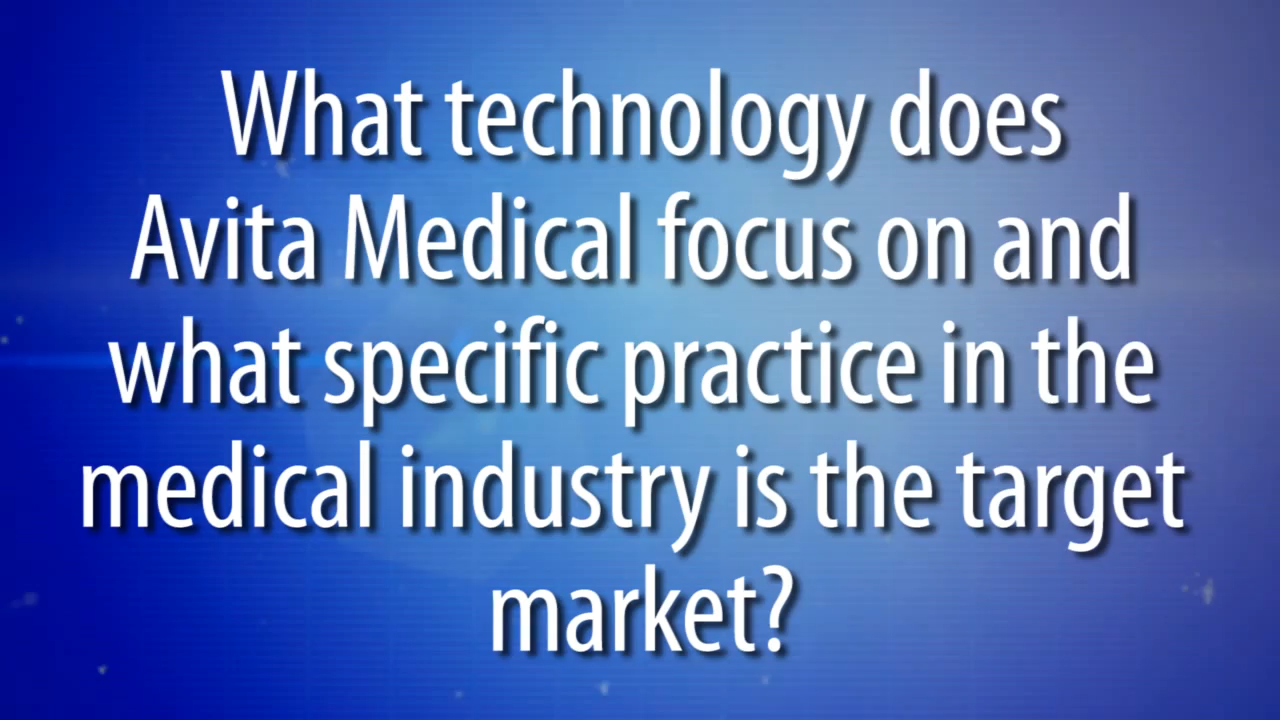 What technology does
Avita Medical focus on and
what specific practice in the
medical industry is the target
market?